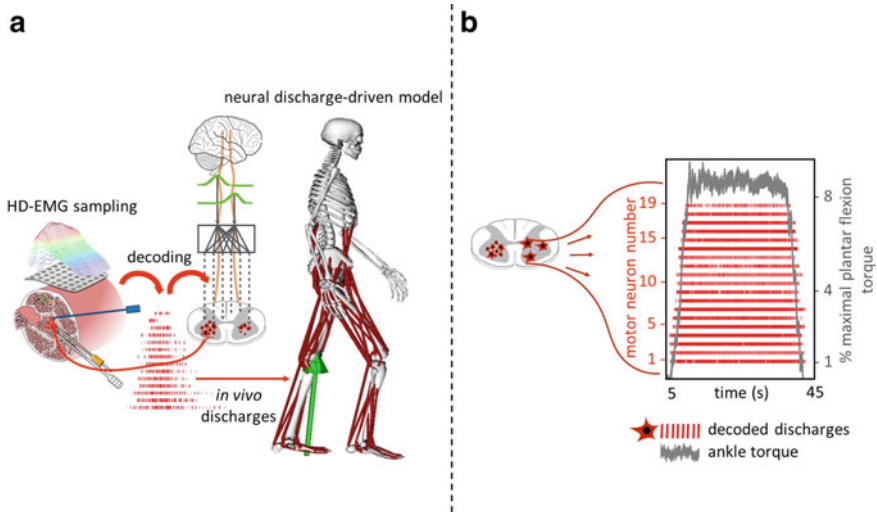 a
neural discharge-driven model
HD-EMG sampling
decoding
in vivo
discharges
b
motor neuron number
19
15
10
5
1
8
4
1
% maximal plantar flexion
torque
5
time (s)
45
decoded discharges
ankle torque